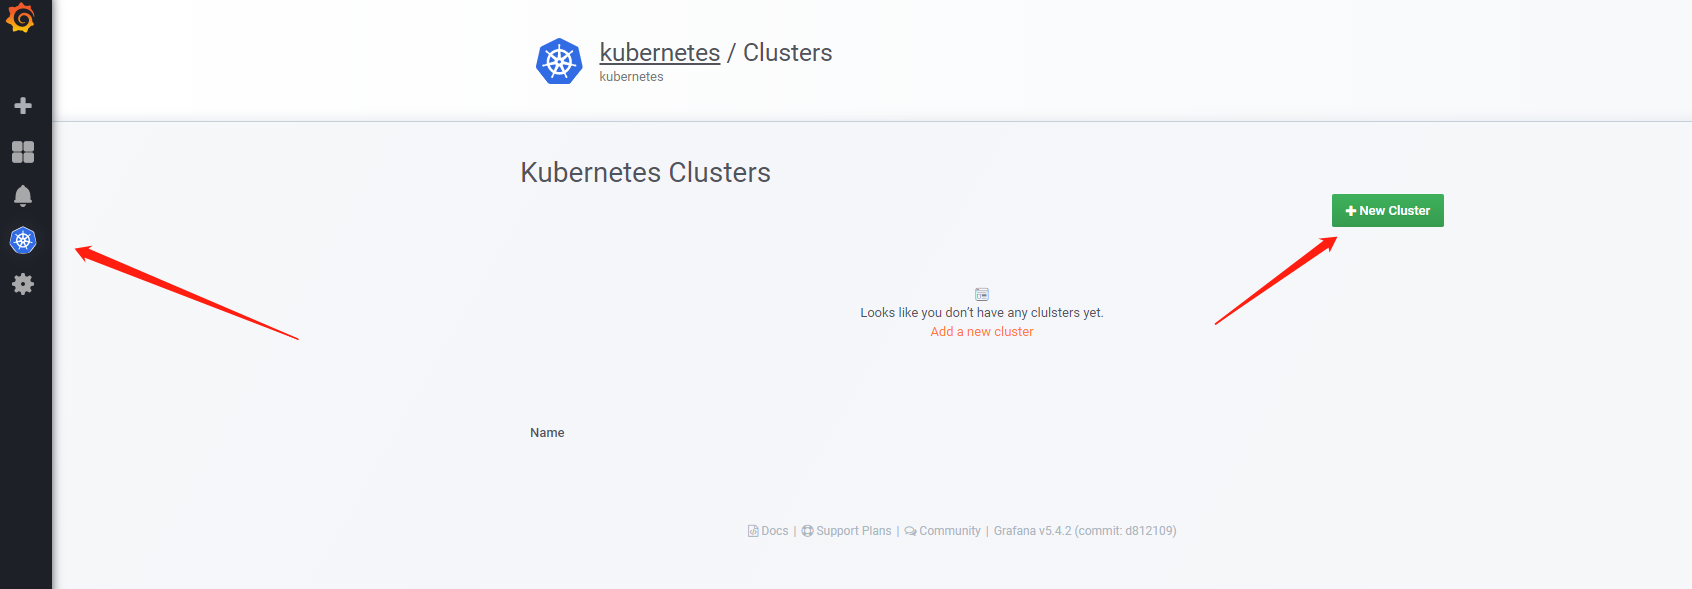 kubernetes / Clusters
kubernetes
Kubernetes Clusters
New Cluster
Looks like you don’t have any clulsters yet.
Add a new cluster
Name
Docs | Support Plans | Community | Grafana v5.4.2 (commit: d812109)